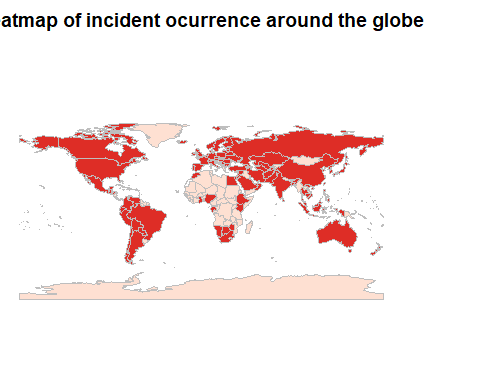 atmap of incident ocurrence around the globe